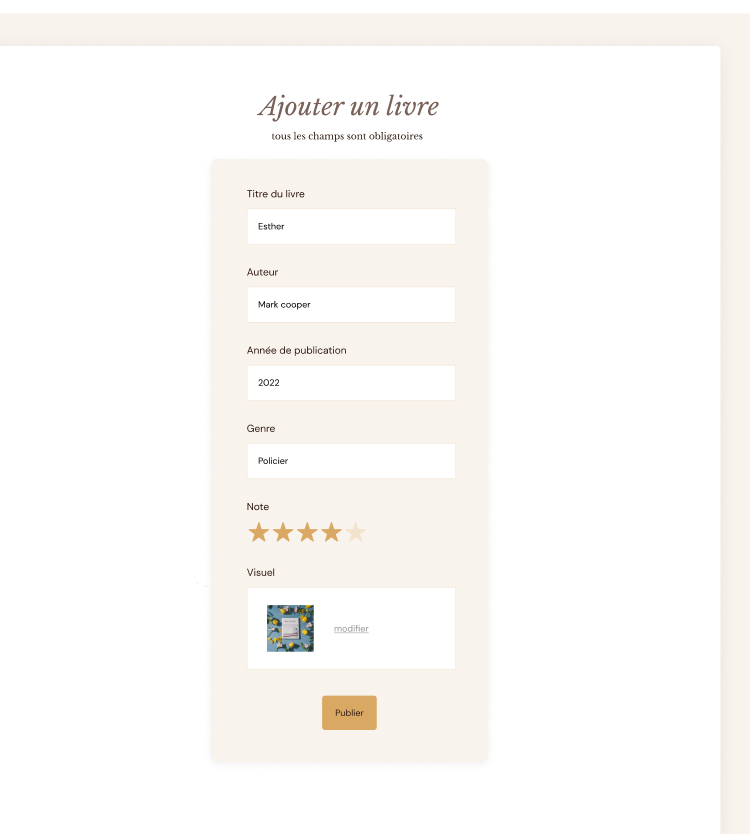 Ajouter un livre
tous les champs sont obligatoires
Titre du livre
Esther
Auteur
Mark cooper
Année de publication
2022
Genre
Policier
Note
Visuel
modifier
Publier